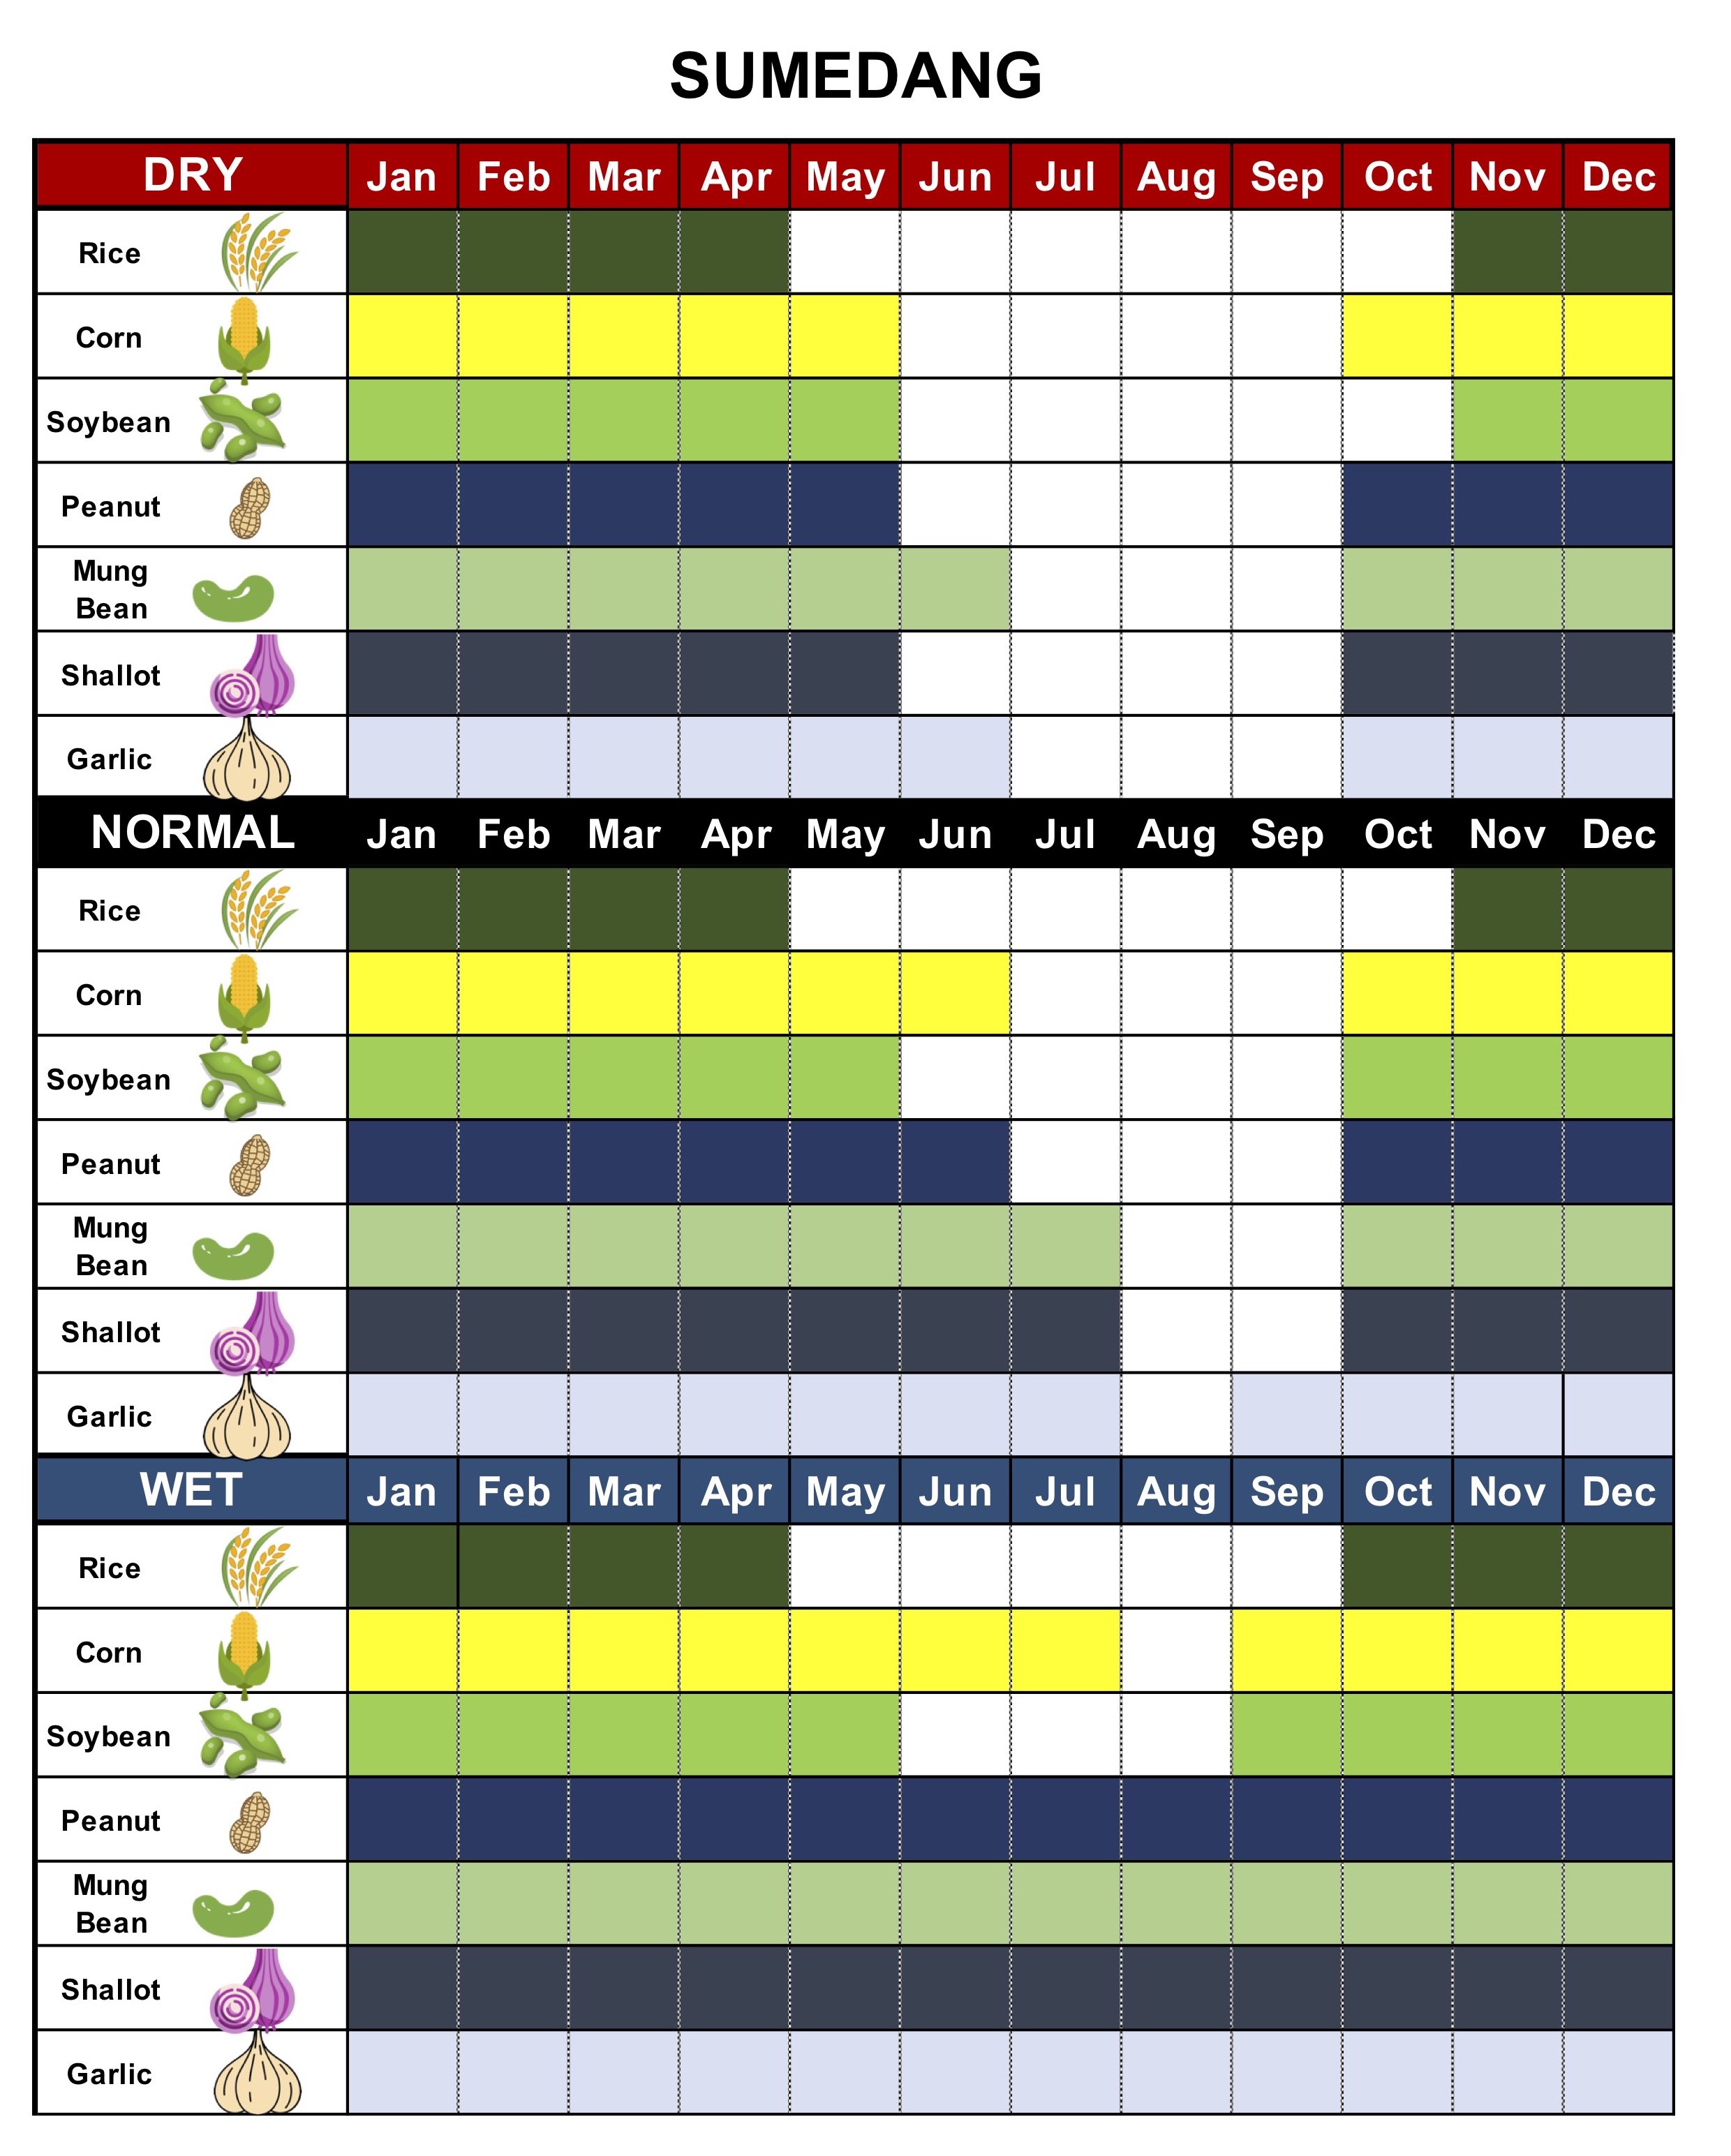 SUMEDANG
DRY Jan Feb Mar Apr May Jun Jul Aug Sep Oct Nov Dec
Rice
Corn
Soybean
Peanut
Mung
Bean
Shallot
Garlic
NORMAL Jan Feb Mar Apr May Jun Jul Aug Sep Oct Nov Dec
Rice
Corn
Soybean
Peanut
Mung
Bean
Shallot
Garlic
WET Jan Feb Mar Apr May Jun Jul Aug Sep Oct Nov Dec
Rice
Corn
Soybean
Peanut
Mung
Bean
Shallot
Garlic